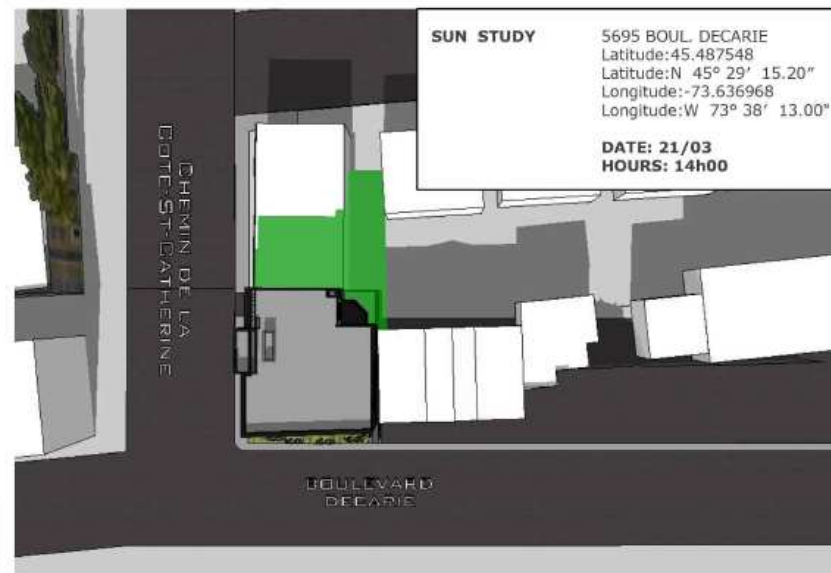 SUN STUDY
5695 BOUL. DECARIE
Latitude:45.487548
Latitude:N 45° 29' 15.20"
Longitude:-73.636968
Longitude:W 73° 38' 13.00"
DATE: 21/03
HOURS: 14h00
CHEMIN DE LA
COTE-ST-CATHERINE
BOULEVARD
DECARIE